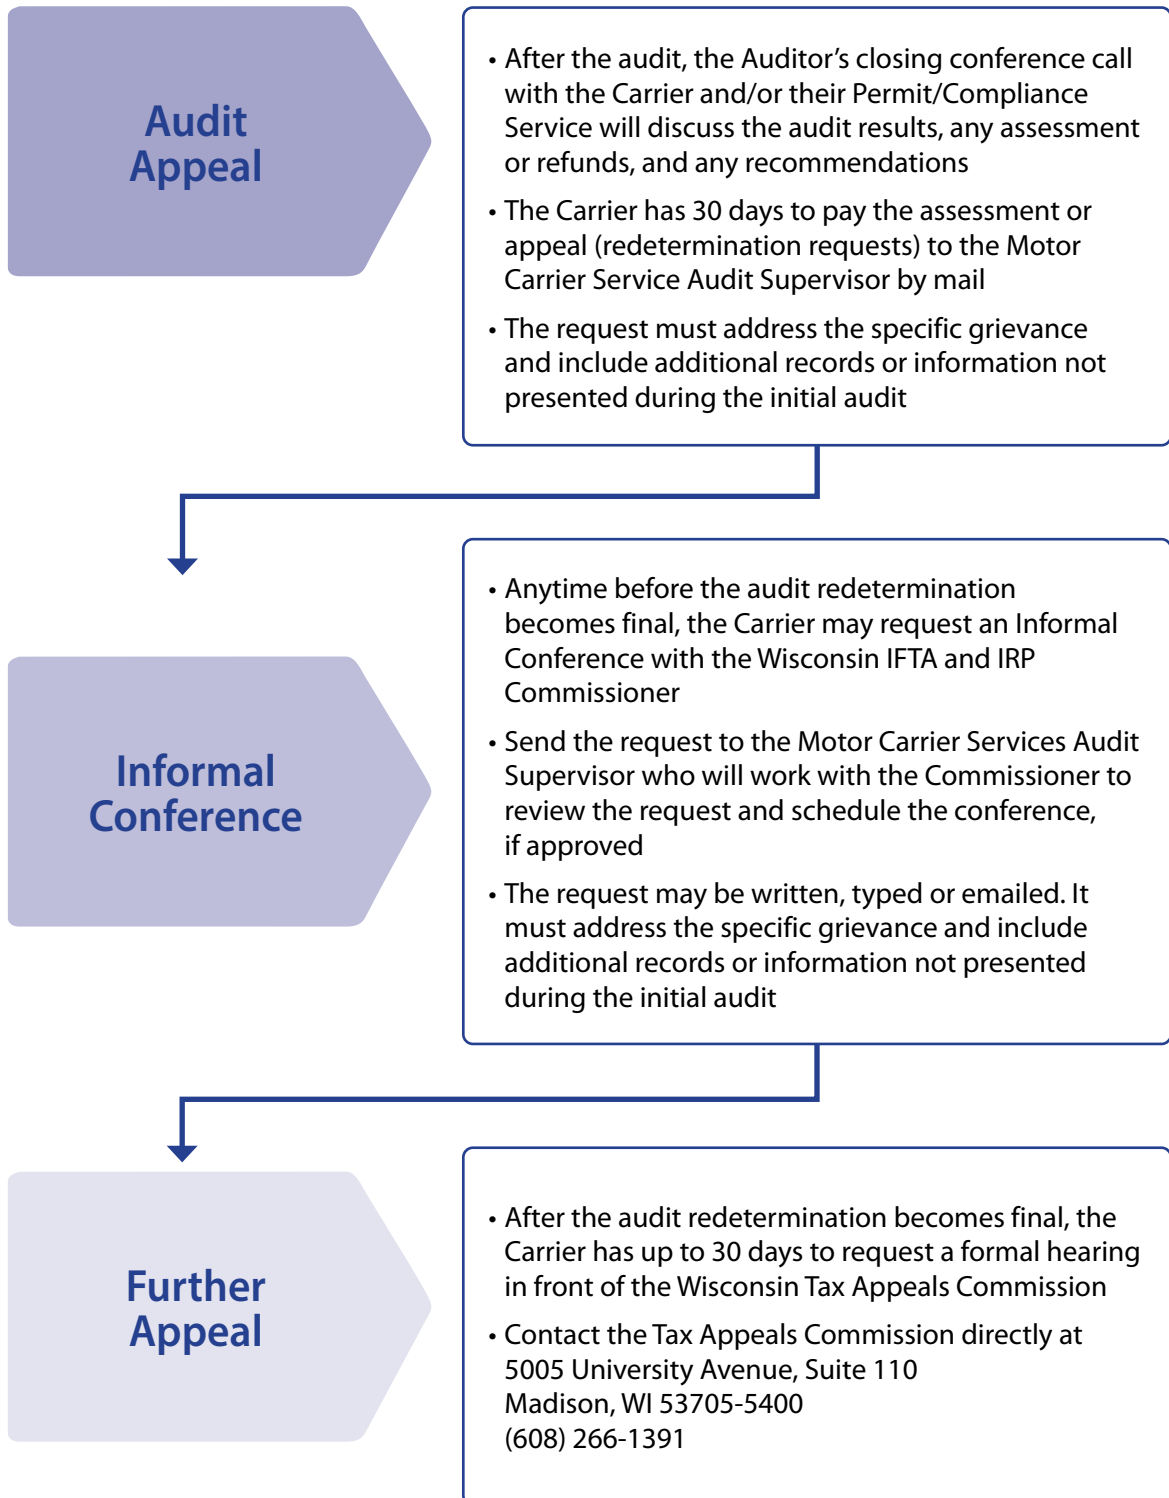 Audit
Appeal
• After the audit, the Auditor’s closing conference call
with the Carrier and/or their Permit/Compliance
Service will discuss the audit results, any assessment
or refunds, and any recommendations
• The Carrier has 30 days to pay the assessment or
appeal (redetermination requests) to the Motor
Carrier Service Audit Supervisor by mail
• The request must address the specific grievance
and include additional records or information not
presented during the initial audit
Informal
Conference
• Anytime before the audit redetermination
becomes final, the Carrier may request an Informal
Conference with the Wisconsin IFTA and IRP
Commissioner
• Send the request to the Motor Carrier Services Audit
Supervisor who will work with the Commissioner to
review the request and schedule the conference,
if approved
• The request may be written, typed or emailed. It
must address the specific grievance and include
additional records or information not presented
during the initial audit
Further
Appeal
• After the audit redetermination becomes final, the
Carrier has up to 30 days to request a formal hearing
in front of the Wisconsin Tax Appeals Commission
• Contact the Tax Appeals Commission directly at
5005 University Avenue, Suite 110
Madison, WI 53705-5400
(608) 266-1391